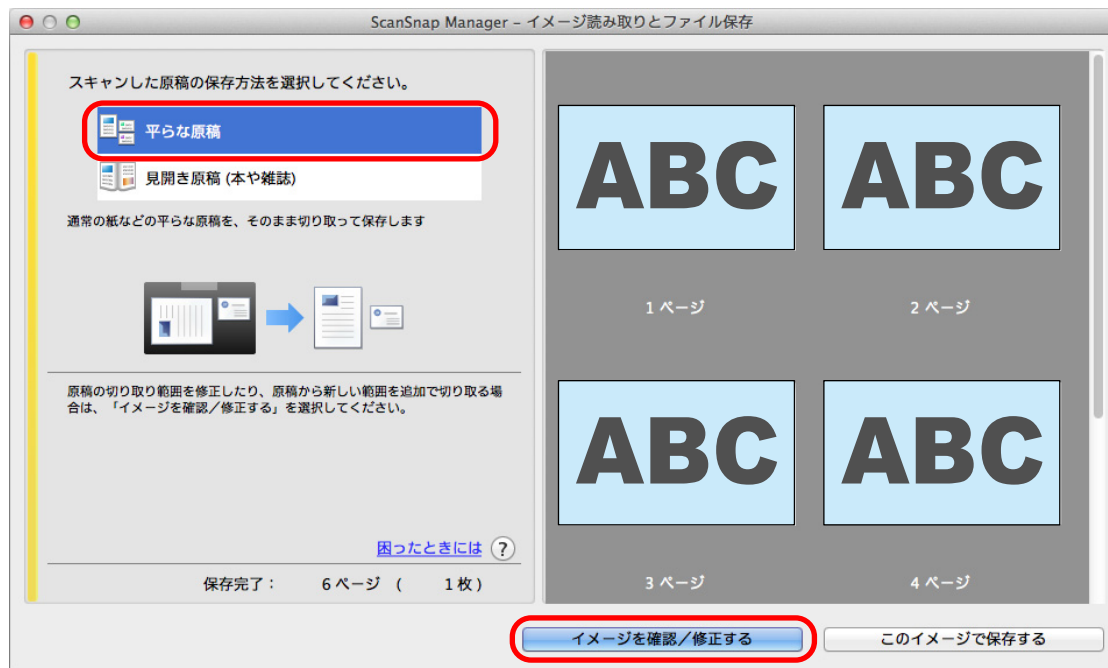 ScanSnap Manager – イメージ読み取りとファイル保存
スキャンした原稿の保存方法を選択してください。
平らな原稿
見開き原稿 (本や雑誌)
通常の紙などの平らな原稿を、そのまま切り取って保存します
原稿の切り取り範囲を修正したり、原稿から新しい範囲を追加で切り取る場
合は、「イメージを確認／修正する」を選択してください。
困ったときには ?
保存完了： 6 ページ ( 1 枚 )
ABC
ABC
1 ページ
2 ページ
ABC
ABC
3 ページ
4 ページ
イメージを確認／修正する
このイメージで保存する